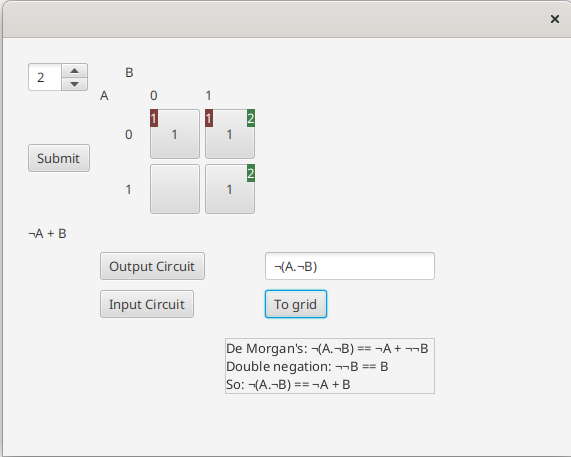 2
B
A 0 1
0 1 1 1 1 2
Submit
1 1 2
¬A + B
Output Circuit ¬(A.¬B)
Input Circuit To grid
De Morgan's: ¬(A.¬B) == ¬A + ¬¬B
Double negation: ¬¬B == B
So: ¬(A.¬B) == ¬A + B